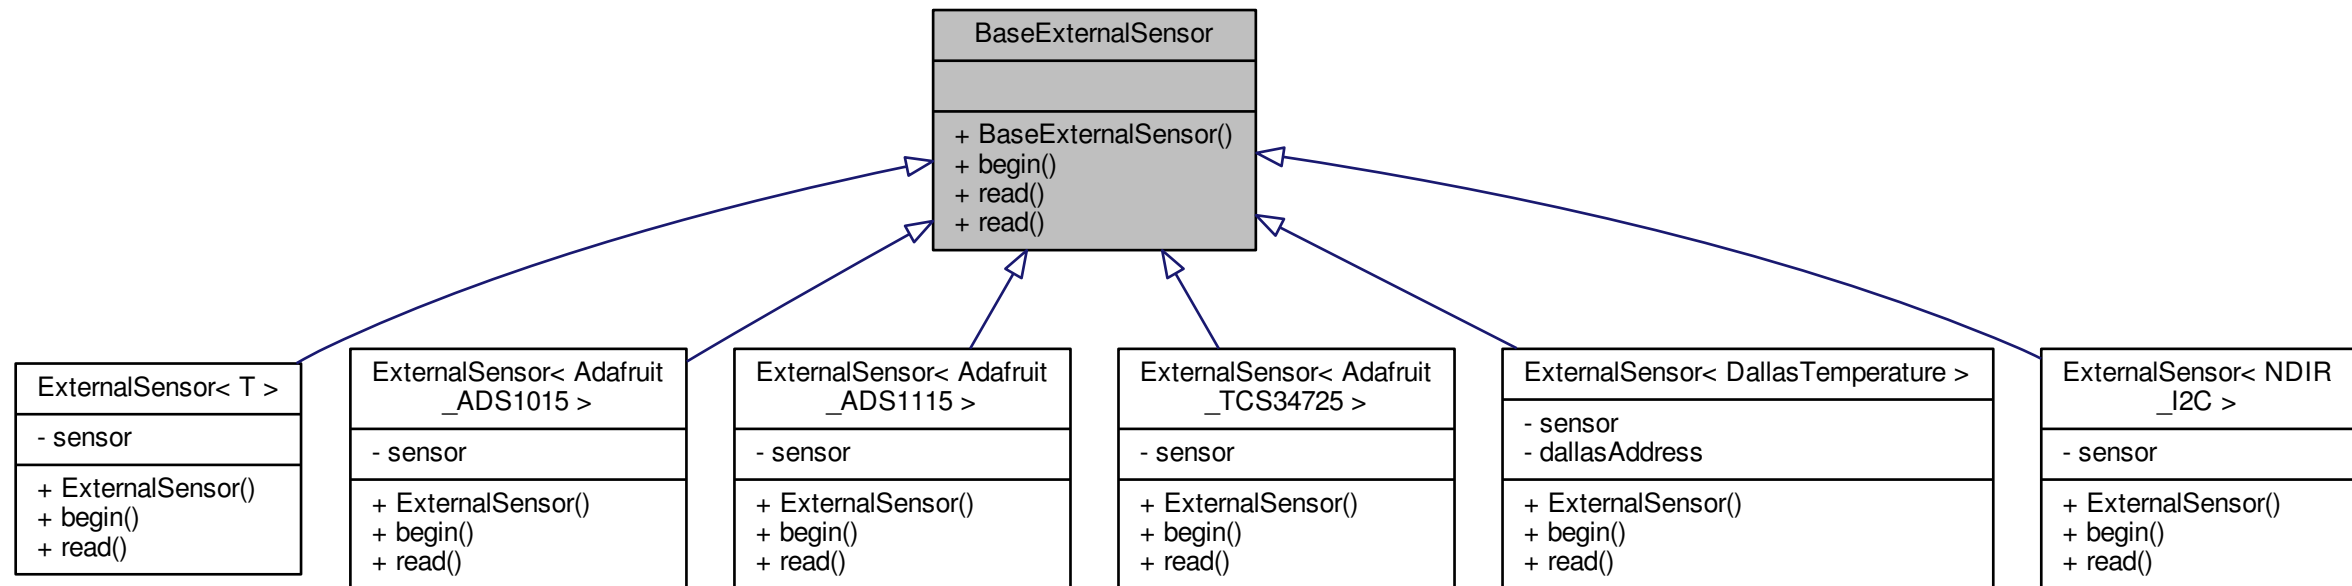 BaseExternalSensor
+ BaseExternalSensor()
+ begin()
+ read()
+ read()
ExternalSensor< T >
- sensor
+ ExternalSensor()
+ begin()
+ read()
ExternalSensor< Adafruit
_ADS1015 >
- sensor
+ ExternalSensor()
+ begin()
+ read()
ExternalSensor< Adafruit
_ADS1115 >
- sensor
+ ExternalSensor()
+ begin()
+ read()
ExternalSensor< Adafruit
_TCS34725 >
- sensor
+ ExternalSensor()
+ begin()
+ read()
ExternalSensor< DallasTemperature >
- sensor
- dallasAddress
+ ExternalSensor()
+ begin()
+ read()
ExternalSensor< NDIR
_I2C >
- sensor
+ ExternalSensor()
+ begin()
+ read()